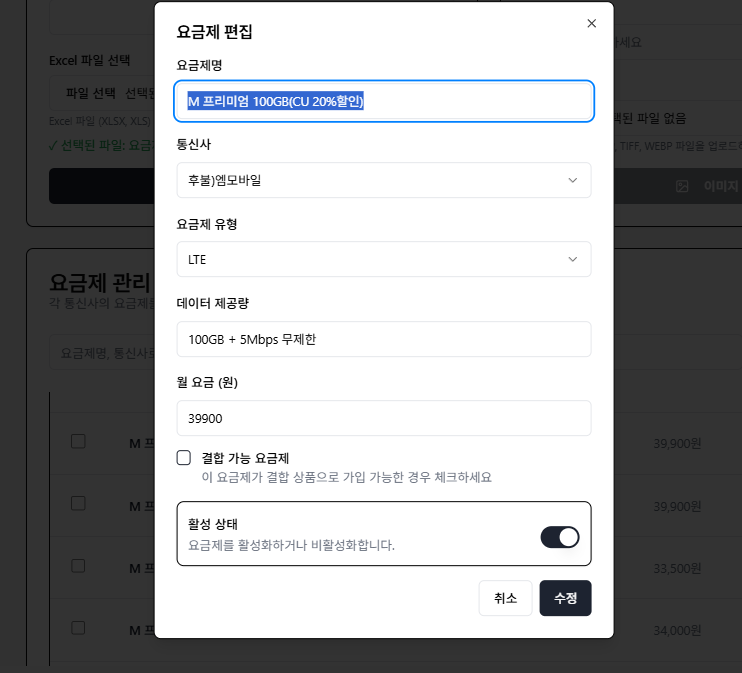 요금제 편집
요금제명
M 프리미엄 100GB(CU 20%할인)
통신사
후불)엠모바일
요금제 유형
LTE
데이터 제공량
100GB + 5Mbps 무제한
월 요금 (원)
39900
결합 가능 요금제
이 요금제가 결합 상품으로 가입 가능한 경우 체크하세요
활성 상태
요금제를 활성화하거나 비활성화합니다.
취소
수정
Excel 파일 선택
파일 선택
Excel 파일 (XLSX, XLS)
✓ 선택된 파일: 요금
하세요
파일 없음
TIFF, WEBP 파일을
이미지
요금제 관리
각 통신사의 요금제를
요금제명, 통신사로
M 프
39,900원
M 프
39,900원
M 프
33,500원
M 프
34,000원